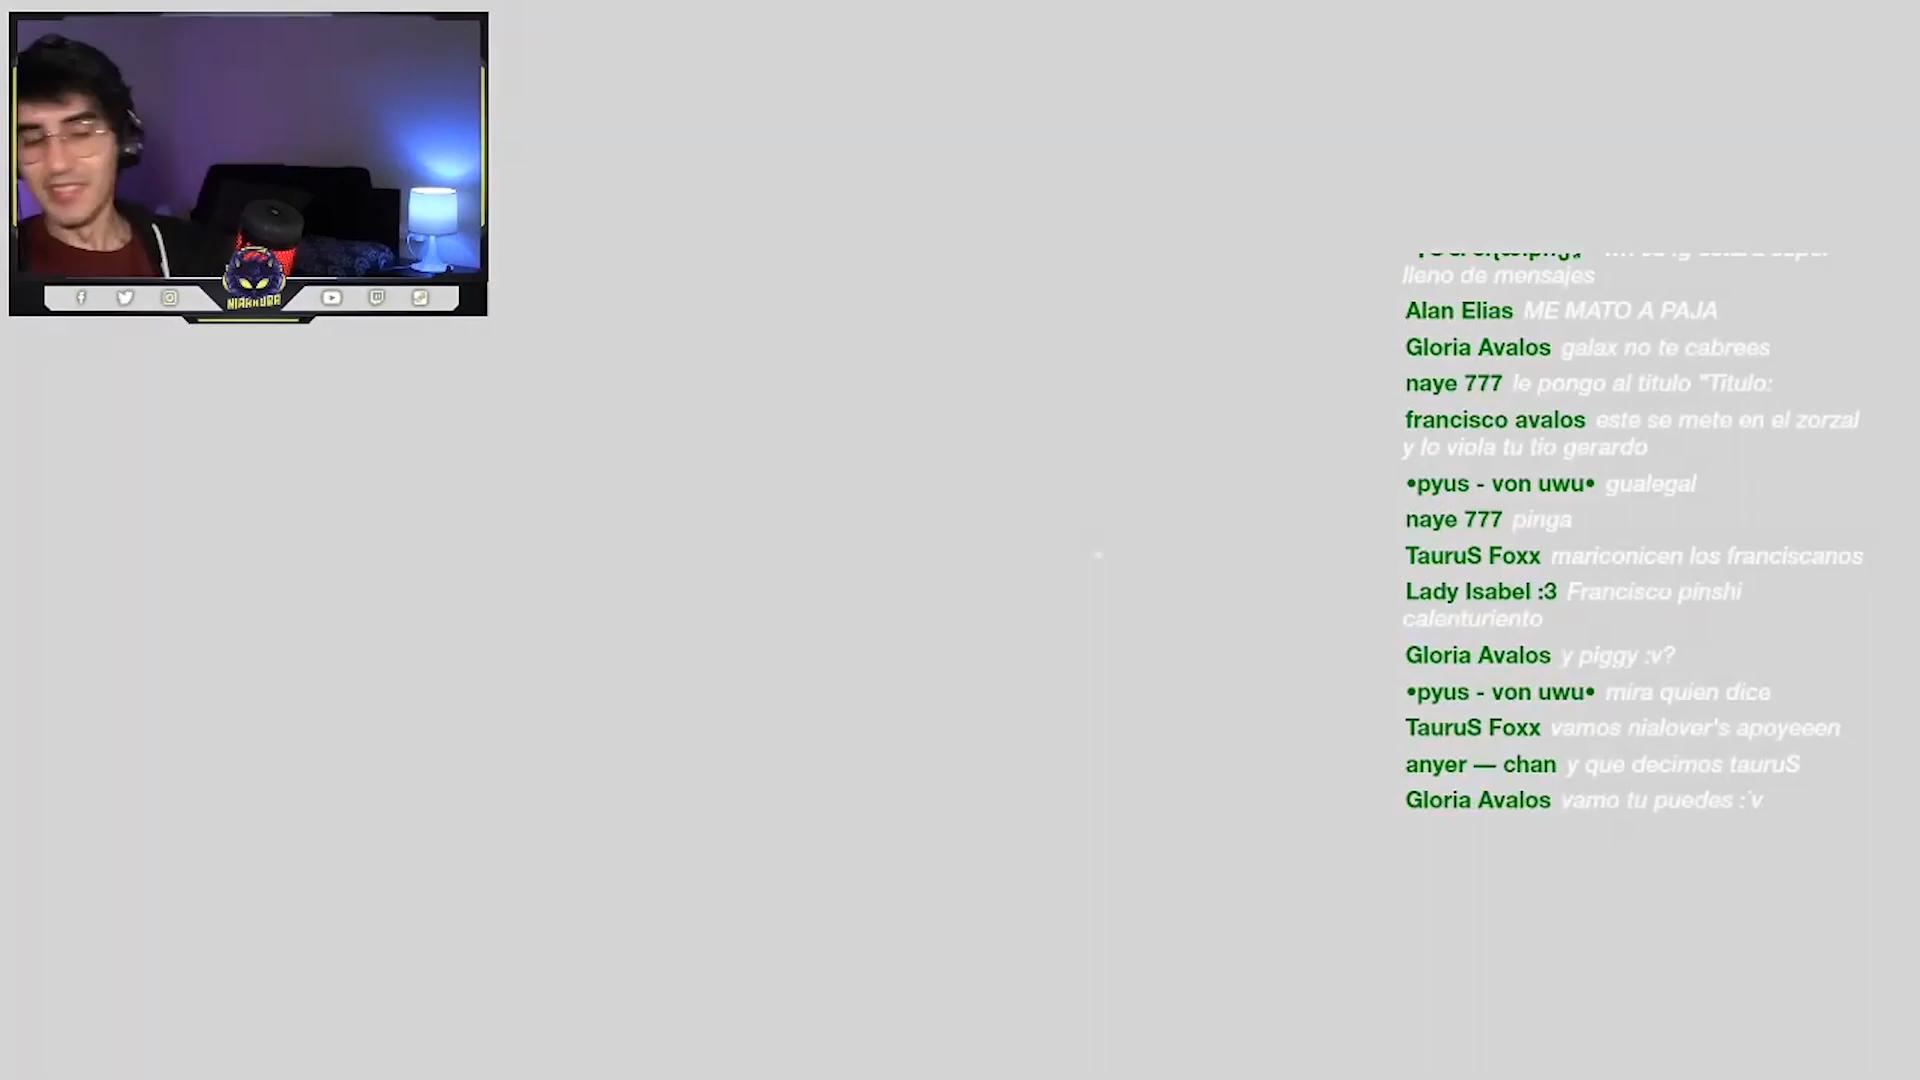 NIAKKURA
lleno de mensajes
Alan Elias ME MATO A PAJA
Gloria Avalos galax no te cabrees
naye 777 le pongo al titulo "Titulo:
francisco avalos este se mete en el zorzal
y lo viola tu tio gerardo
•pyus - von uwu• gualegal
naye 777 pinga
TauruS Foxx mariconicen los franciscanos
Lady Isabel :3 Francisco pinshi
calenturiento
Gloria Avalos y piggy :v?
•pyus - von uwu• mira quien dice
TauruS Foxx vamos nialover's apoyeeen
anyer — chan y que decimos tauruS
Gloria Avalos vamo tu puedes :´v